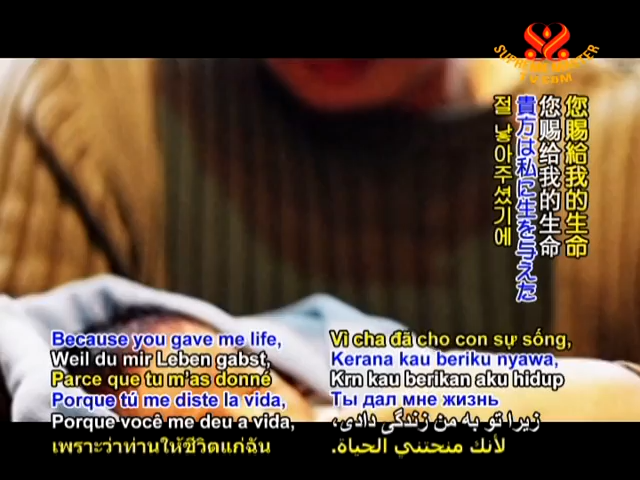 SUPREME MASTER
TV.COM
您賜給我的生命
您赐给我的生命
貴方は私に生を与えた
절 낳아주셨기에
Because you gave me life,
Weil du mir Leben gabst,
Parce que tu m'as donné
Porque tú me diste la vida,
Porque você me deu a vida,
เพราะว่าท่านให้ชีวิตแก่ฉัน
Vì cha đã cho con sự sống,
Kerana kau beriku nyawa,
Krn kau berikan aku hidup
Ты дал мне жизнь
زیرا تو به من زندگی دادی،
لأنك منحتني الحياة.